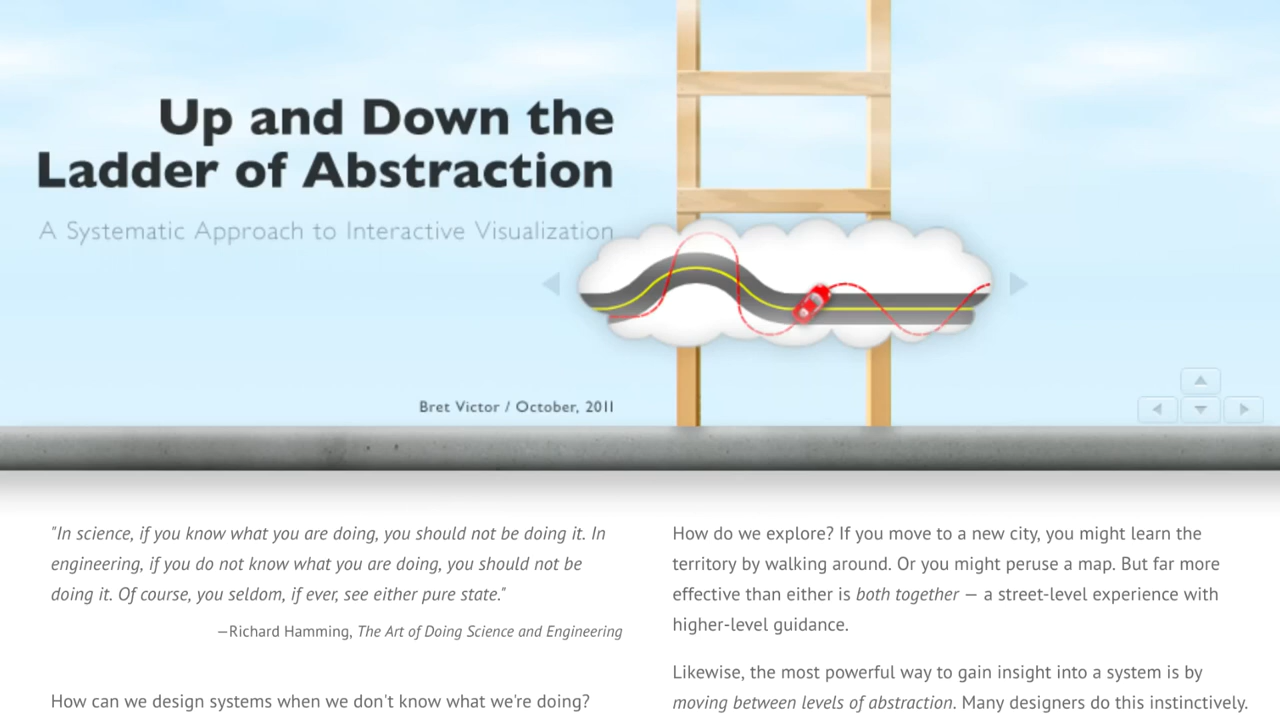 Up and Down the
Ladder of Abstraction
A Systematic Approach to Interactive Visualization
Bret Victor / October, 2011
"In science, if you know what you are doing, you should not be doing it. In
engineering, if you do not know what you are doing, you should not be
doing it. Of course, you seldom, if ever, see either pure state."
—Richard Hamming, The Art of Doing Science and Engineering
How can we design systems when we don't know what we're doing?
How do we explore? If you move to a new city, you might learn the
territory by walking around. Or you might peruse a map. But far more
effective than either is both together — a street-level experience with
higher-level guidance.
Likewise, the most powerful way to gain insight into a system is by
moving between levels of abstraction. Many designers do this instinctively.